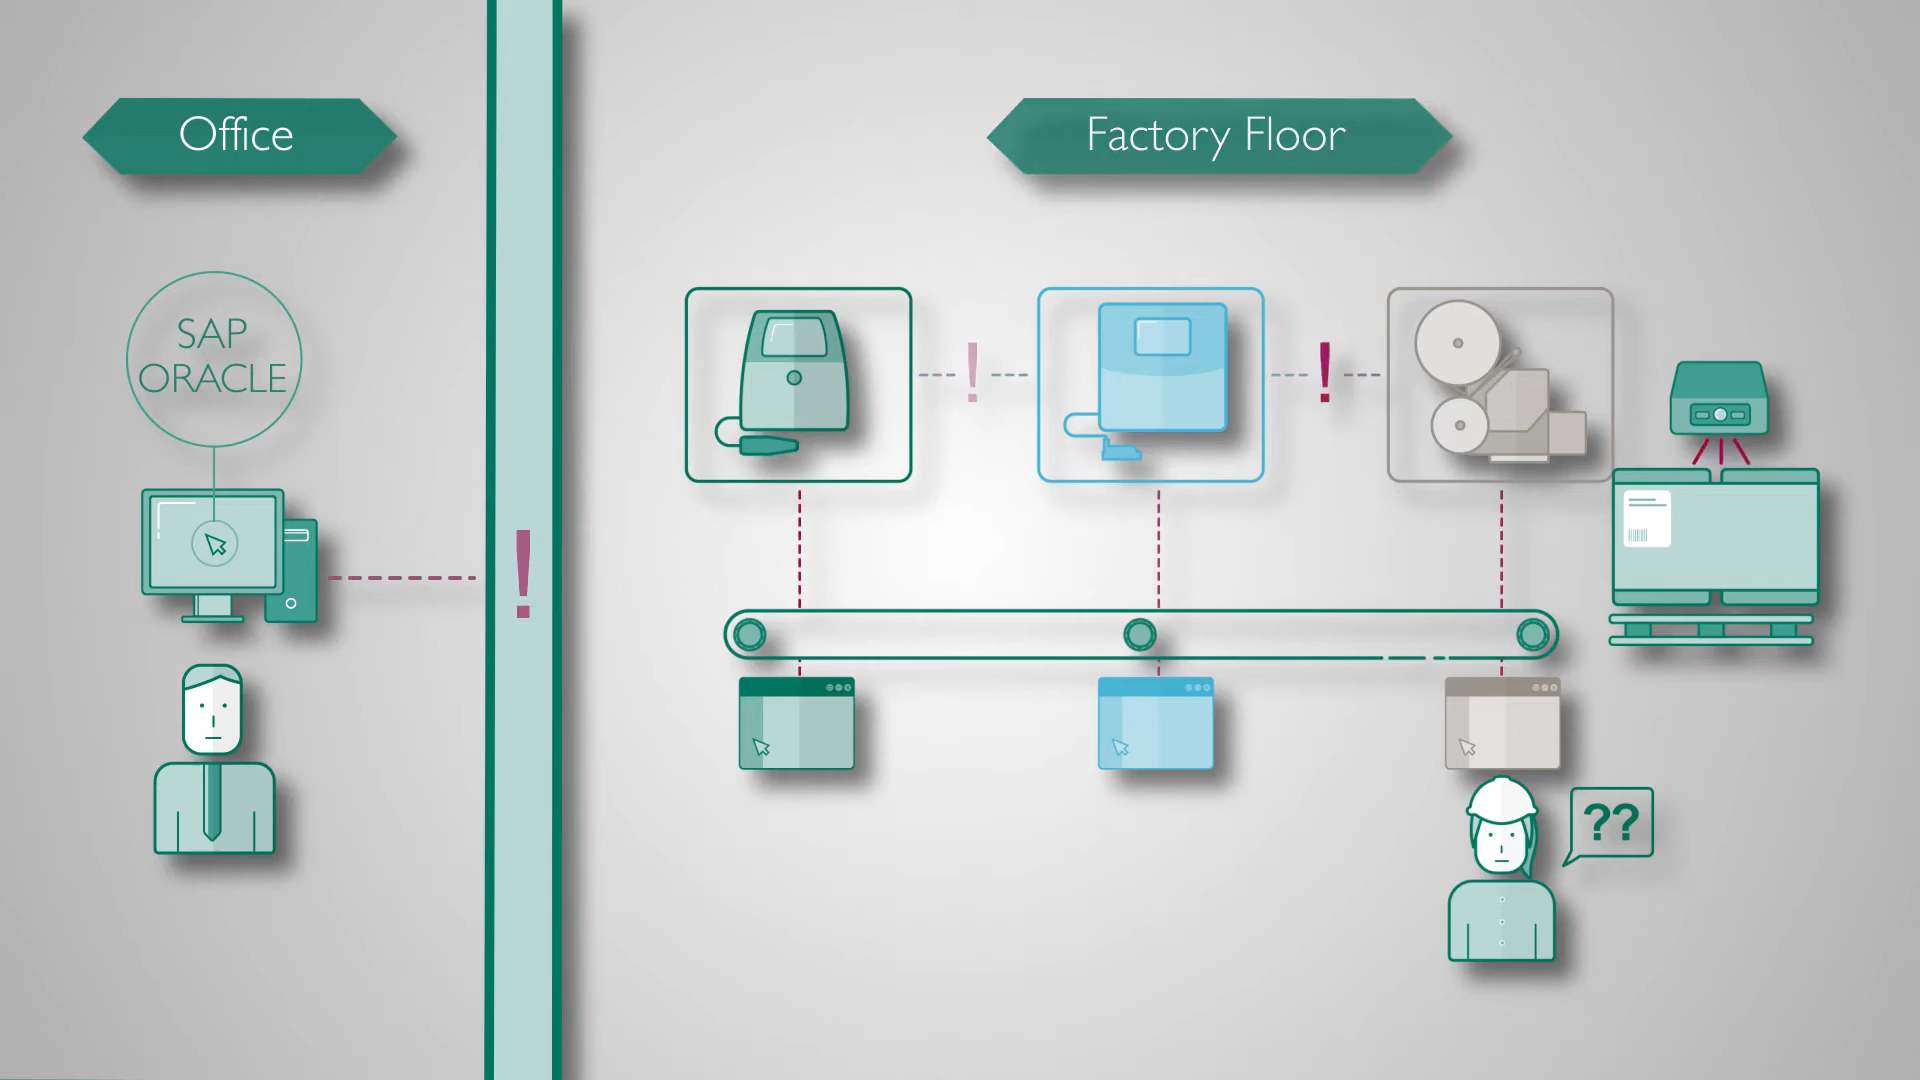 Office
Factory Floor
SAP
ORACLE
!
!
!
??